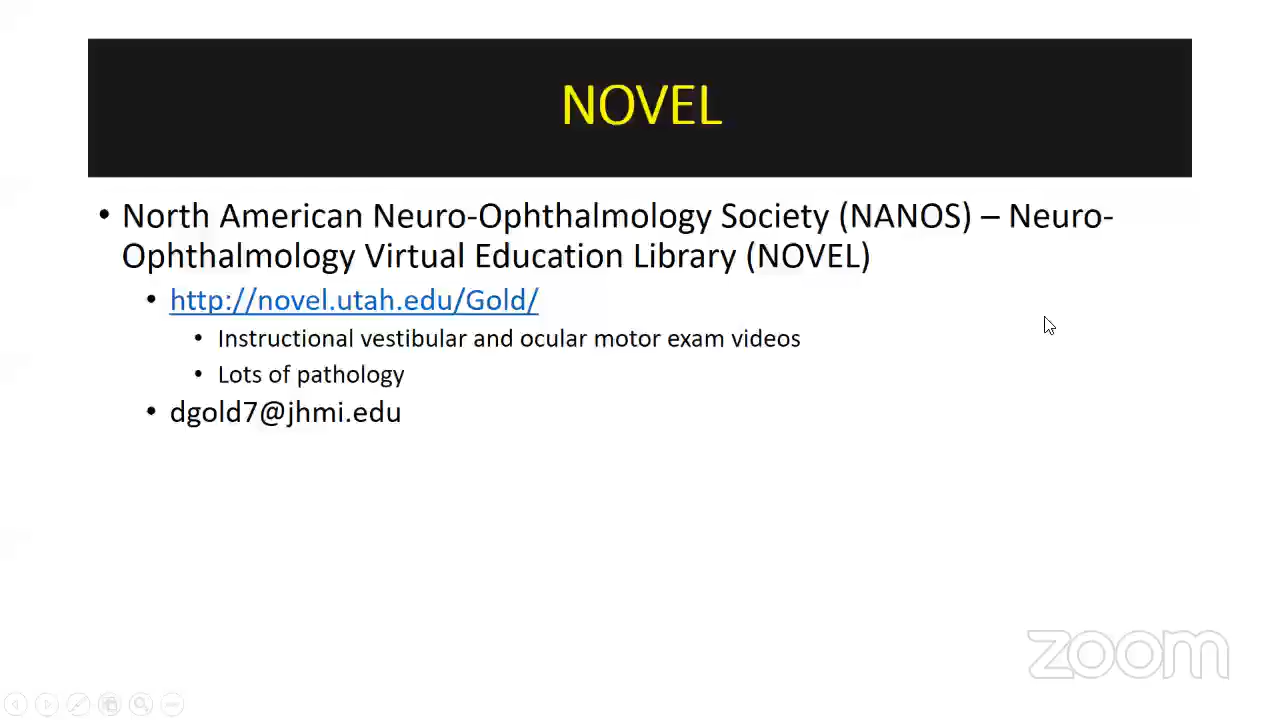 NOVEL
• North American Neuro-Ophthalmology Society (NANOS) – Neuro-
Ophthalmology Virtual Education Library (NOVEL)
• http://novel.utah.edu/Gold/
• Instructional vestibular and ocular motor exam videos
• Lots of pathology
• dgold7@jhmi.edu
zoom